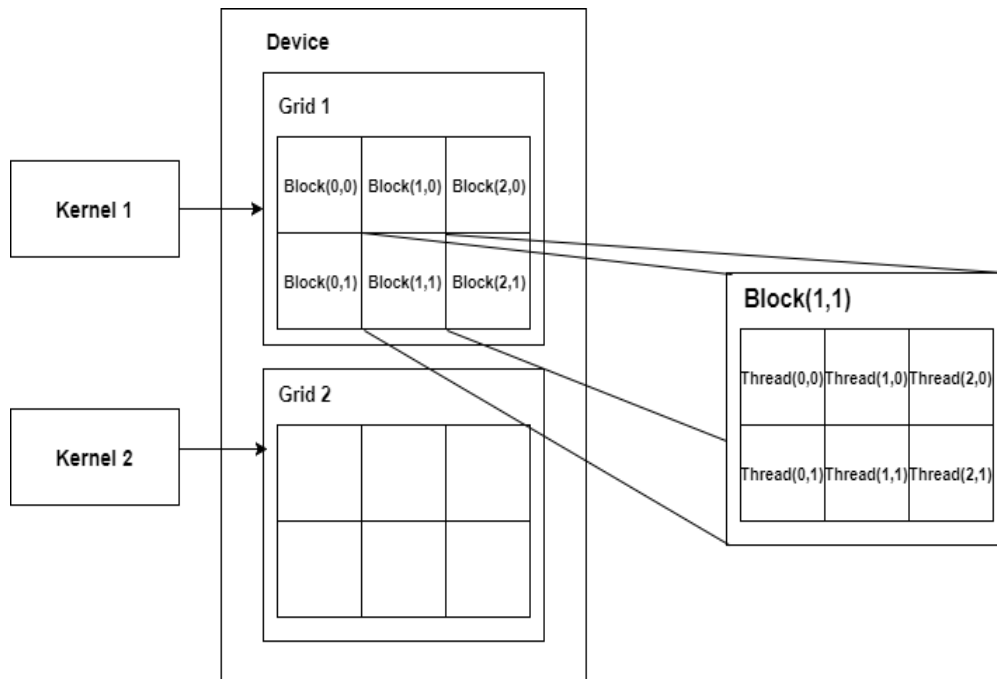 Device
Grid 1
Kernel 1
Block(0,0) Block(1,0) Block(2,0)
Block(0,1) Block(1,1) Block(2,1)
Block(1,1)
Thread(0,0) Thread(1,0) Thread(2,0)
Thread(0,1) Thread(1,1) Thread(2,1)
Grid 2
Kernel 2